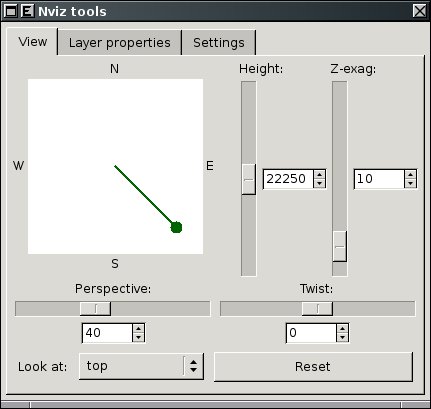 Nviz tools
View Layer properties Settings
N Height: Z-exag:
W E
22250 10
S
Perspective: Twist:
40 0
Look at: top Reset